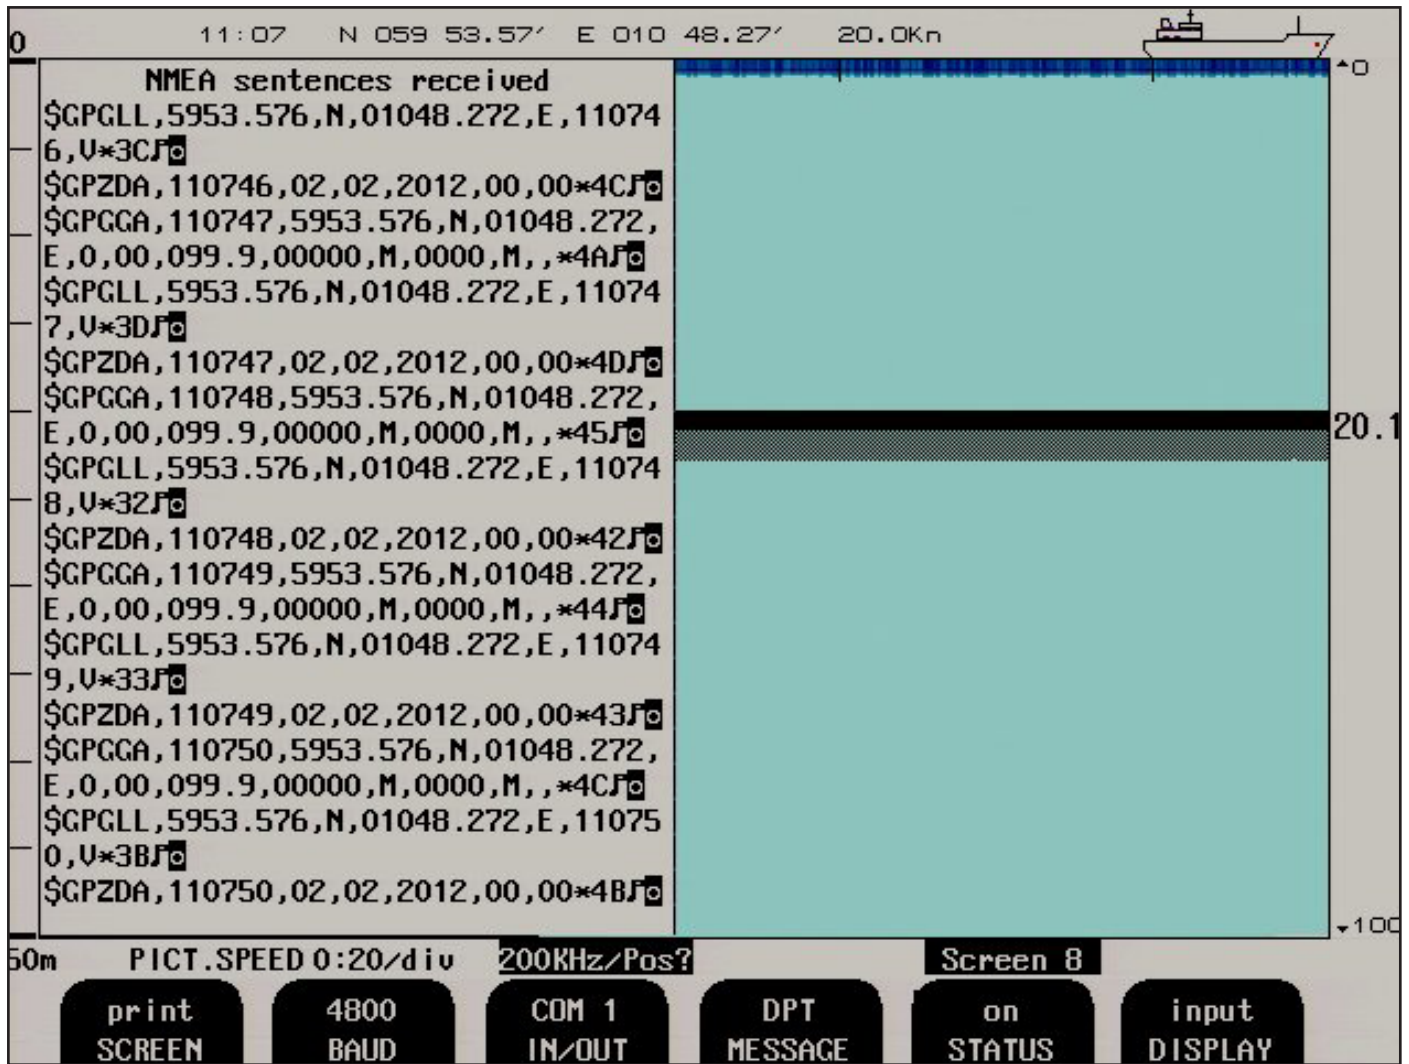 0 11:07 N 059 53.57' E 010 48.27' 20.0Kn
NMEA sentences received
$GPGLL,5953.576,N,01048.272,E,11074
6,V*3C♪◙
$GPZDA,110746,02,02,2012,00,00*4C♪◙
$GPGGA,110747,5953.576,N,01048.272,
E,0,00,099.9,00000,M,0000,M,,*4A♪◙
$GPGLL,5953.576,N,01048.272,E,11074
7,V*3D♪◙
$GPZDA,110747,02,02,2012,00,00*4D♪◙
$GPGGA,110748,5953.576,N,01048.272,
E,0,00,099.9,00000,M,0000,M,,*45♪◙
$GPGLL,5953.576,N,01048.272,E,11074
8,V*32♪◙
$GPZDA,110748,02,02,2012,00,00*42♪◙
$GPGGA,110749,5953.576,N,01048.272,
E,0,00,099.9,00000,M,0000,M,,*44♪◙
$GPGLL,5953.576,N,01048.272,E,11074
9,V*33♪◙
$GPZDA,110749,02,02,2012,00,00*43♪◙
$GPGGA,110750,5953.576,N,01048.272,
E,0,00,099.9,00000,M,0000,M,,*4C♪◙
$GPGLL,5953.576,N,01048.272,E,11075
0,V*3B♪◙
$GPZDA,110750,02,02,2012,00,00*4B♪◙
0
20.1
100
50m PICT.SPEED 0:20/div 200KHz/Pos? Screen 8
print SCREEN
4800 BAUD
COM 1 IN/OUT
DPT MESSAGE
on STATUS
input DISPLAY